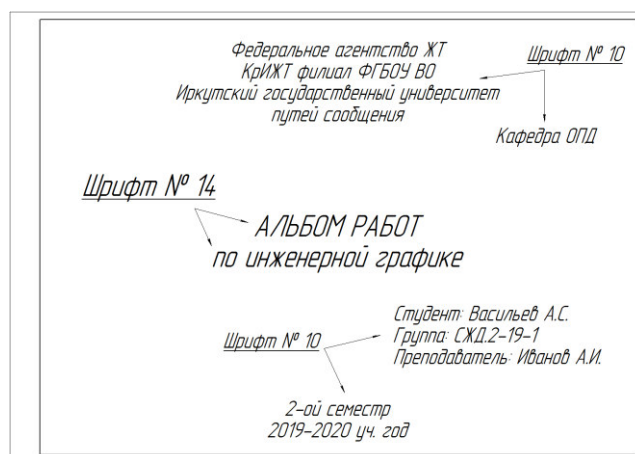 Федеральное агентство ЖТ
КрИЖТ филиал ФГБОУ ВО
Иркутский государственный университет
путей сообщения
Шрифт № 10
Кафедра ОПД
Шрифт № 14
АЛЬБОМ РАБОТ
по инженерной графике
Шрифт № 10
Студент: Васильев А.С.
Группа: СЖД.2-19-1
Преподаватель: Иванов А.И.
2-ой семестр
2019-2020 уч. год